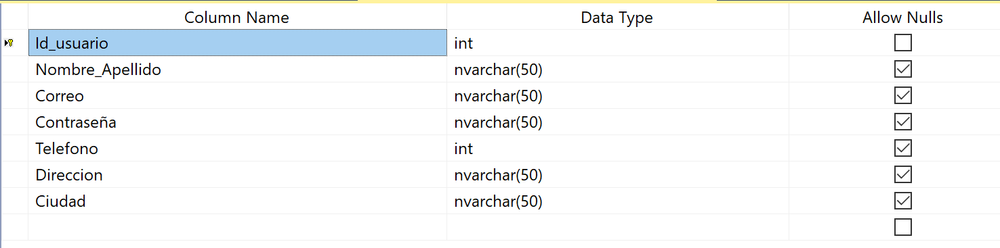 Column Name Data Type Allow Nulls
Id_usuario int
Nombre_Apellido nvarchar(50)
Correo nvarchar(50)
Contraseña nvarchar(50)
Telefono int
Direccion nvarchar(50)
Ciudad nvarchar(50)